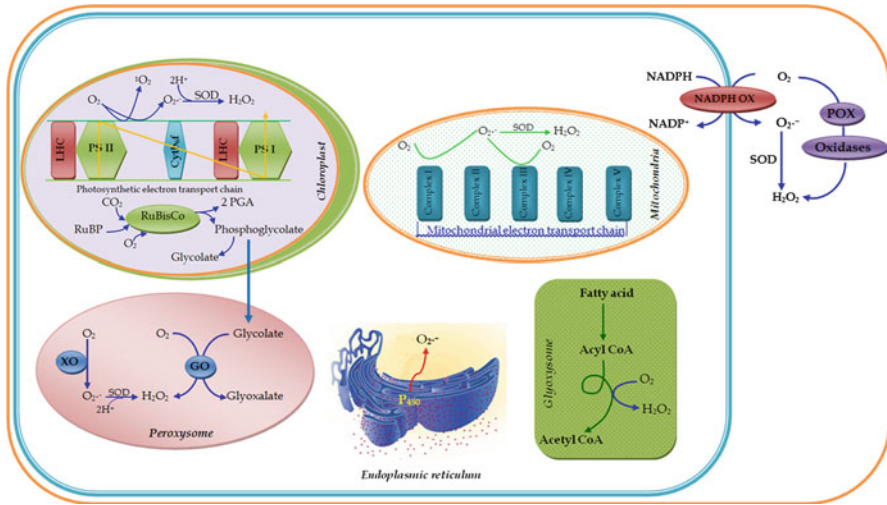 ¹O₂
2H⁺
O₂
O₂·⁻
SOD
H₂O₂
LHC
PS II
Cytb₆f
LHC
PS I
Chloroplast
Photosynthetic electron transport chain
CO₂
2 PGA
RuBisCo
RuBP
O₂
Phosphoglycolate
Glycolate
O₂
O₂·⁻
SOD
H₂O₂
O₂
Complex I
Complex II
Complex III
Complex IV
Complex V
Mitochondria
Mitochondrial electron transport chain
NADPH
O₂
NADPH OX
POX
NADP⁺
O₂·⁻
Oxidases
SOD
H₂O₂
O₂
O₂
Glycolate
XO
GO
O₂·⁻
SOD
2H⁺
H₂O₂
Glyoxalate
Peroxysome
O₂·⁻
P₄₅₀
Endoplasmic reticulum
Fatty acid
Acyl CoA
O₂
H₂O₂
Acetyl CoA
Glyoxysome